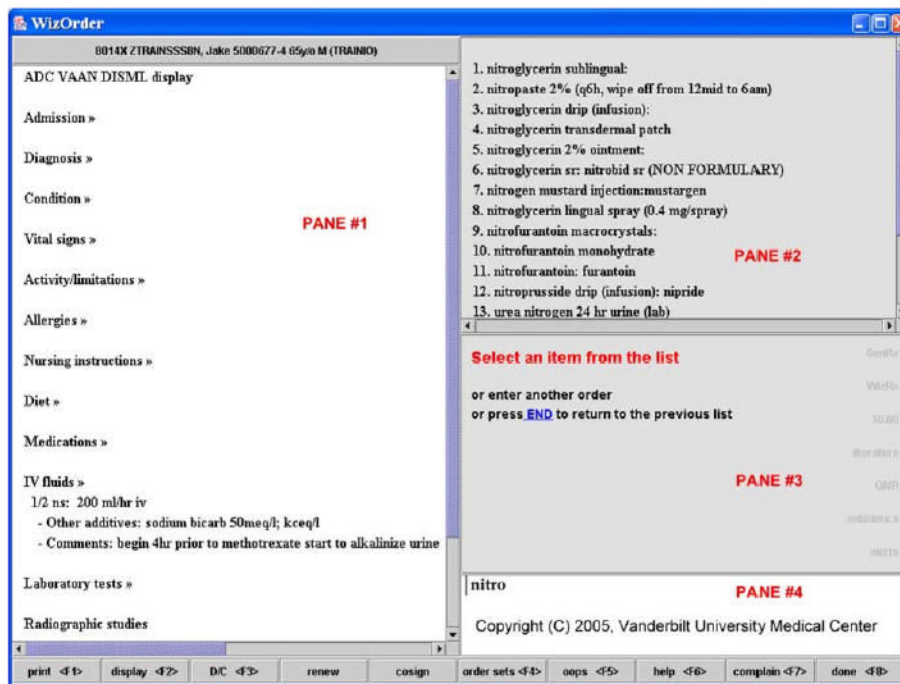 WizOrder
8014X ZTRAINSSSBN, Jake 5000677-4 65y/o M (TRAINIO)
ADC VAAN DISML display
Admission »
Diagnosis »
Condition »
PANE #1
Vital signs »
Activity/limitations »
Allergies »
Nursing instructions »
Diet »
Medications »
IV fluids »
1/2 ns: 200 ml/hr iv
- Other additives: sodium bicarb 50meq/l; kceq/l
- Comments: begin 4hr prior to methotrexate start to alkalinize urine
Laboratory tests »
Radiographic studies
1. nitroglycerin sublingual:
2. nitropaste 2% (q6h, wipe off from 12mid to 6am)
3. nitroglycerin drip (infusion):
4. nitroglycerin transdermal patch
5. nitroglycerin 2% ointment:
6. nitroglycerin sr: nitrobid sr (NON FORMULARY)
7. nitrogen mustard injection:mustargen
8. nitroglycerin lingual spray (0.4 mg/spray)
9. nitrofurantoin macrocrystals:
10. nitrofurantoin monohydrate
PANE #2
11. nitrofurantoin: furantoin
12. nitroprusside drip (infusion): nipride
13. urea nitrogen 24 hr urine (lab)
Select an item from the list
or enter another order
or press END to return to the previous list
GenRx
WizRx
literature
PANE #3
antibiotics
alerts
nitro
PANE #4
Copyright (C) 2005, Vanderbilt University Medical Center
print <F1>
display <F2>
D/C <F3>
renew
cosign
order sets <F4>
oops <F5>
help <F6>
complain <F7>
done <F8>